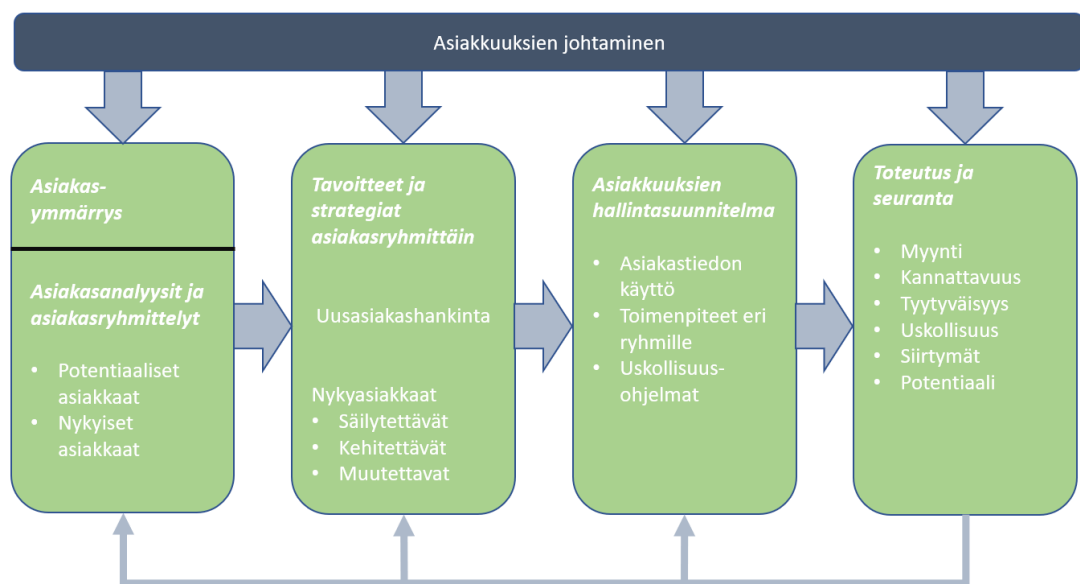 Asiakkuuksien johtaminen
Asiakas-
ymmärrys
Asiakasanalyysit ja
asiakasryhmittelyt
• Potentiaaliset
asiakkaat
• Nykyiset
asiakkaat
Tavoitteet ja
strategiat
asiakasryhmittäin
Uusasiakashankinta
Nykyasiakkaat
• Säilytettävät
• Kehitettävät
• Muutettavat
Asiakkuuksien
hallintasuunnitelma
• Asiakastiedon
käyttö
• Toimenpiteet eri
ryhmille
• Uskollisuus-
ohjelmat
Toteutus ja
seuranta
• Myynti
• Kannattavuus
• Tyytyväisyys
• Uskollisuus
• Siirtymät
• Potentiaali